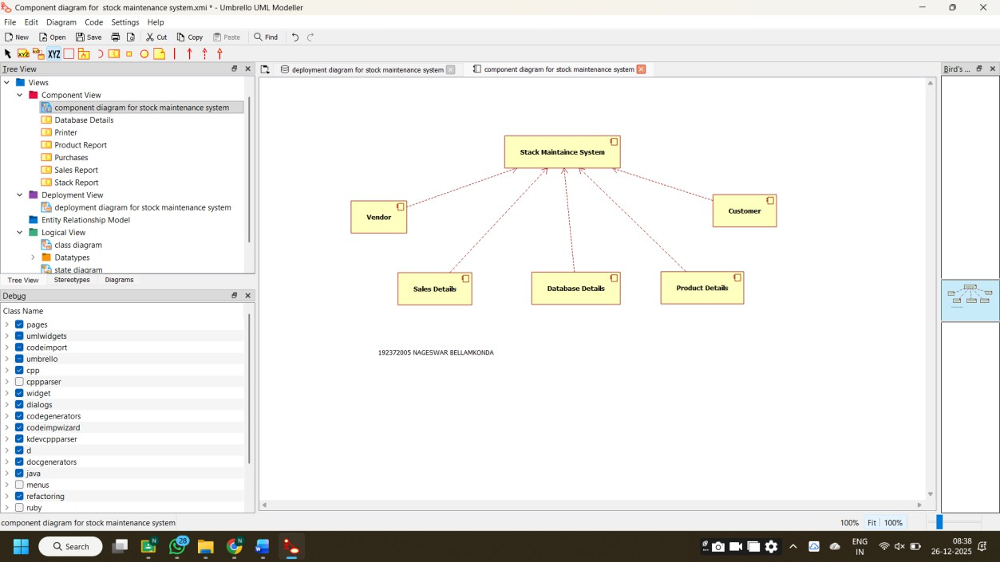 Component diagram for  stock maintenance system.xmi * - Umbrello UML Modeller
File Edit Diagram Code Settings Help
New Open Save Cut Copy Paste Find
XYZ XYZ
Tree View
Views
Component View
component diagram for stock maintenance system
Database Details
Printer
Product Report
Purchases
Sales Report
Stack Report
Deployment View
deployment diagram for stock maintenance system
Entity Relationship Model
Logical View
class diagram
Datatypes
state diagram
Tree View Stereotypes Diagrams
Debug
Class Name
pages
umlwidgets
codeimport
umbrello
cpp
cppparser
widget
dialogs
codegenerators
codeimpwizard
kdevcppparser
d
docgenerators
java
menus
refactoring
ruby
deployment diagram for stock maintenance system component diagram for stock maintenance system
Stack Maintaince System
Vendor
Customer
Sales Details
Database Details
Product Details
192372005 NAGESWAR BELLAMKONDA
Bird's ...
component diagram for stock maintenance system
100% Fit 100%
Search
N
28
N
ENG
IN
08:38
26-12-2025